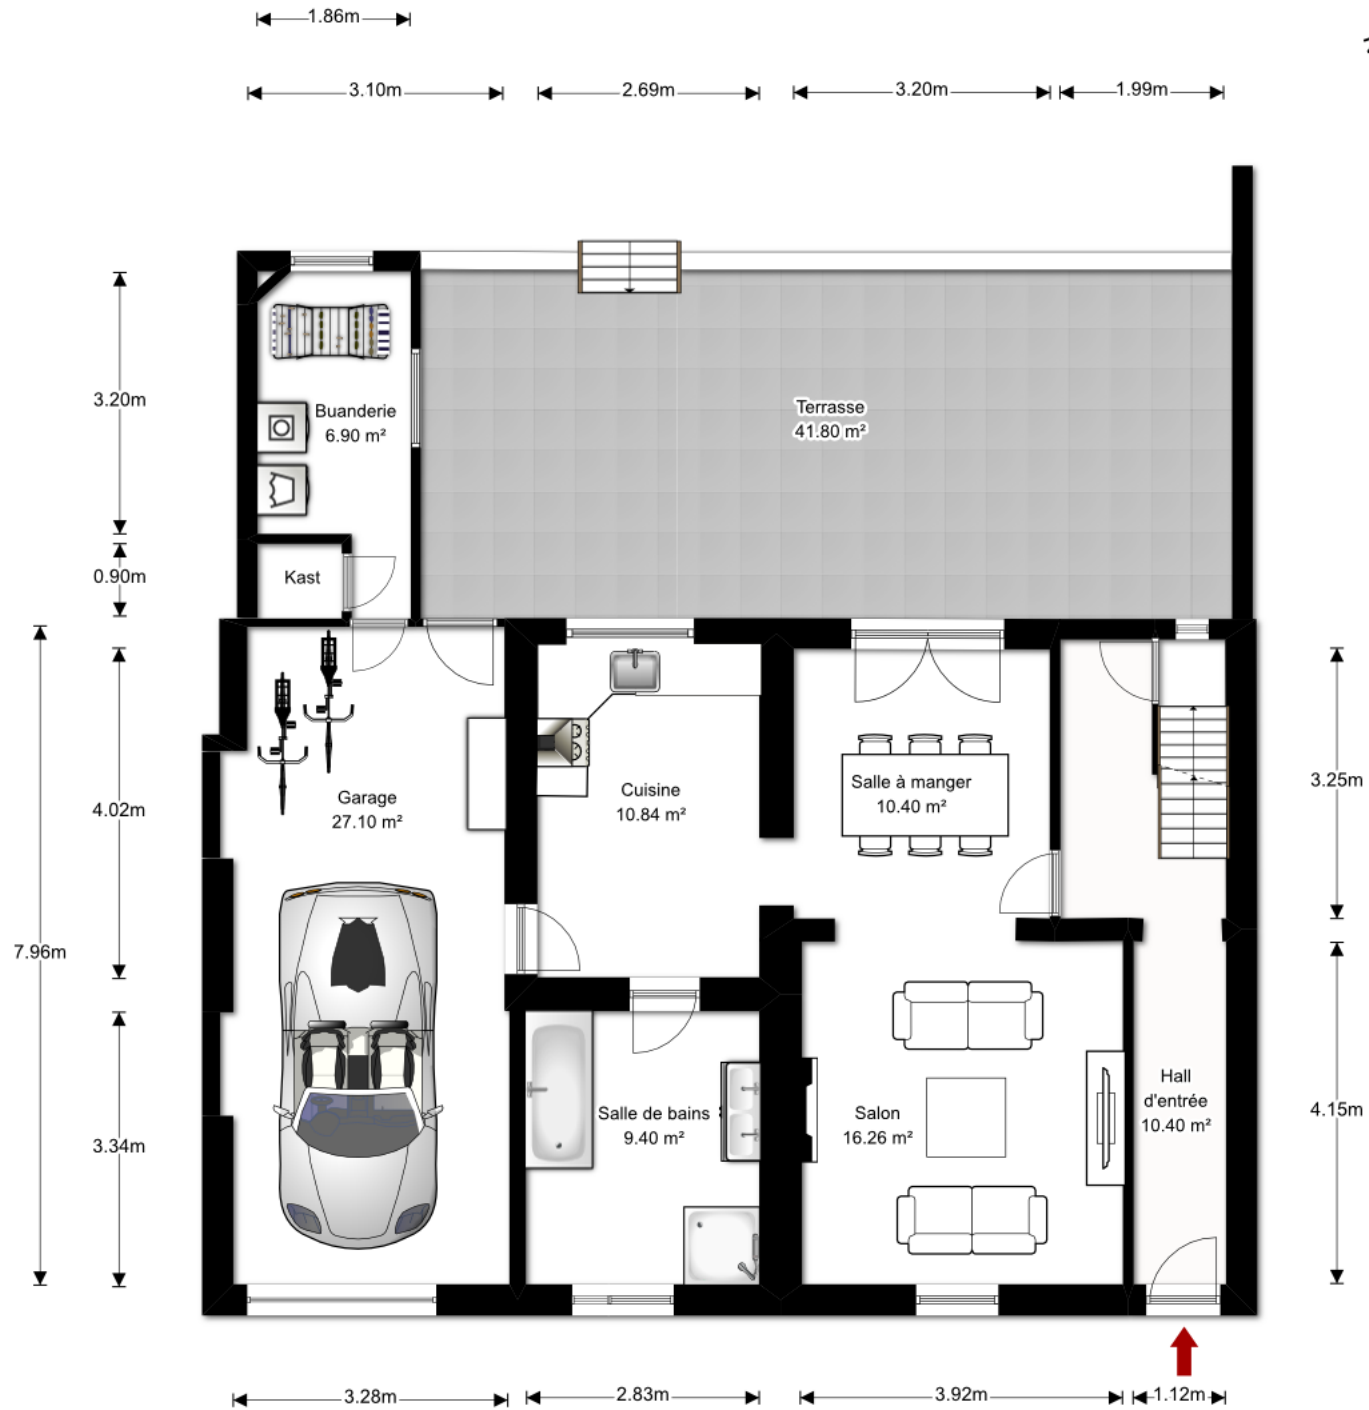 1.86m
3.10m
2.69m
3.20m
1.99m
3.20m
Buanderie
6.90 m²
Terrasse
41.80 m²
0.90m
Kast
4.02m
Garage
27.10 m²
Cuisine
10.84 m²
Salle à manger
10.40 m²
3.25m
7.96m
3.34m
Salle de bains
9.40 m²
Salon
16.26 m²
Hall
d'entrée
10.40 m²
4.15m
3.28m
2.83m
3.92m
1.12m